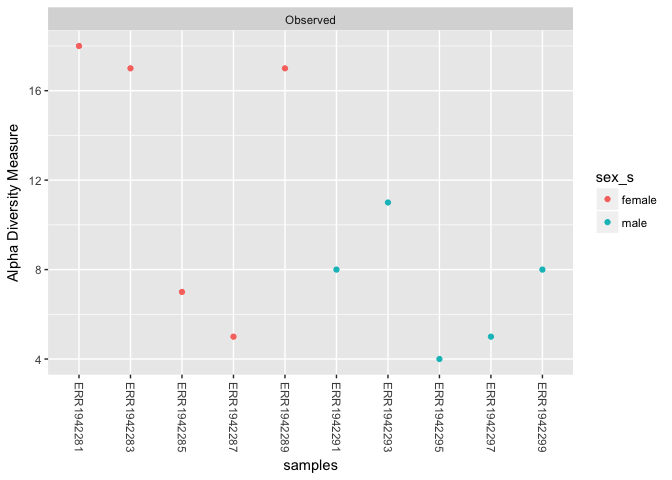 Observed
Alpha Diversity Measure
16
12
8
4
ERR1942281
ERR1942283
ERR1942285
ERR1942287
ERR1942289
ERR1942291
ERR1942293
ERR1942295
ERR1942297
ERR1942299
samples
sex_s
female
male